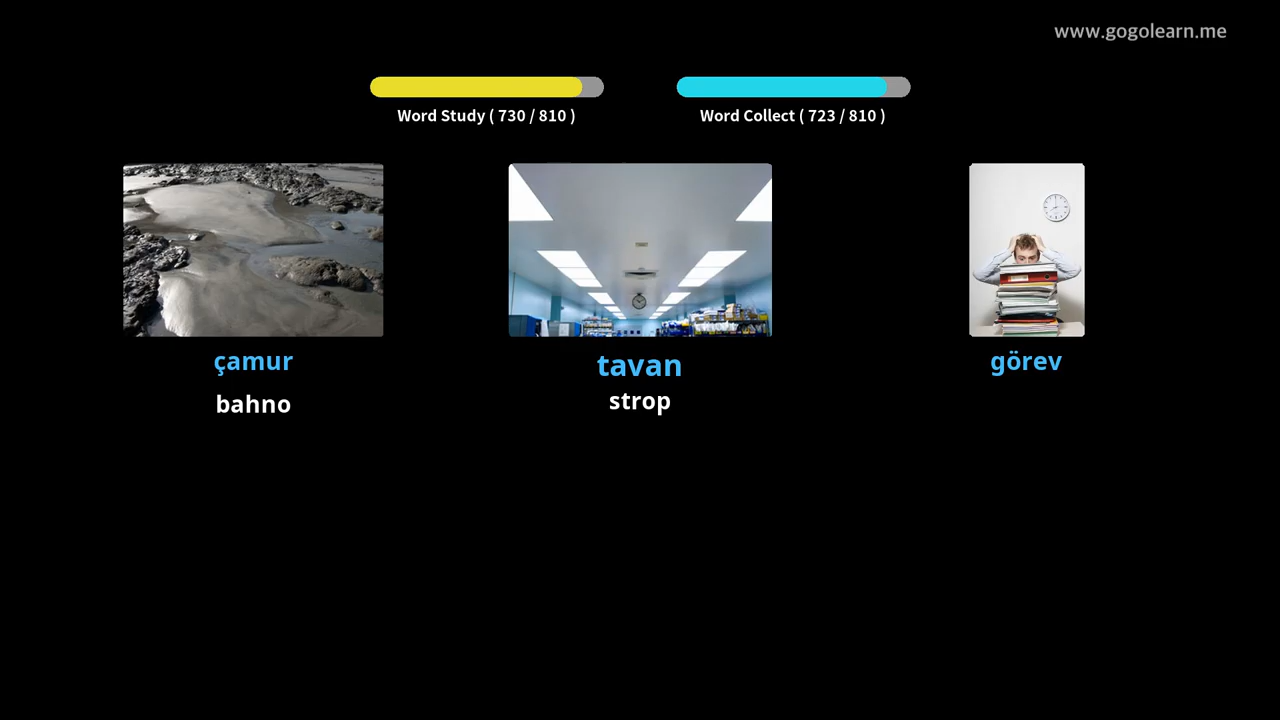 www.gogolearn.me
Word Study ( 730 / 810 )
Word Collect ( 723 / 810 )
çamur
bahno
tavan
strop
görev